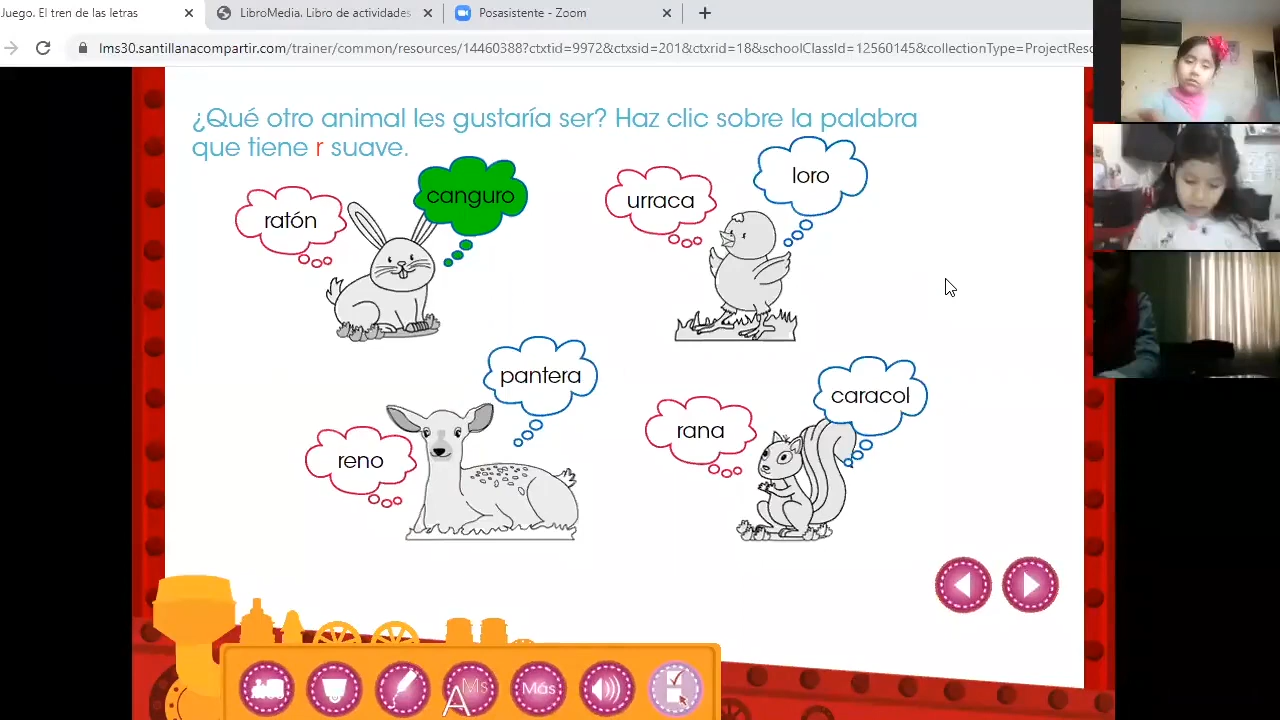 Juego. El tren de las letras
LibroMedia. Libro de actividades
Posasistente - Zoom
lms30.santillanacompartir.com/trainer/common/resources/14460388?ctxtid=9972&ctxsid=201&ctxrid=18&schoolClassId=12560145&collectionType=ProjectReso
¿Qué otro animal les gustaría ser? Haz clic sobre la palabra
que tiene r suave.
ratón
canguro
urraca
loro
reno
pantera
rana
caracol
A Ms
Más